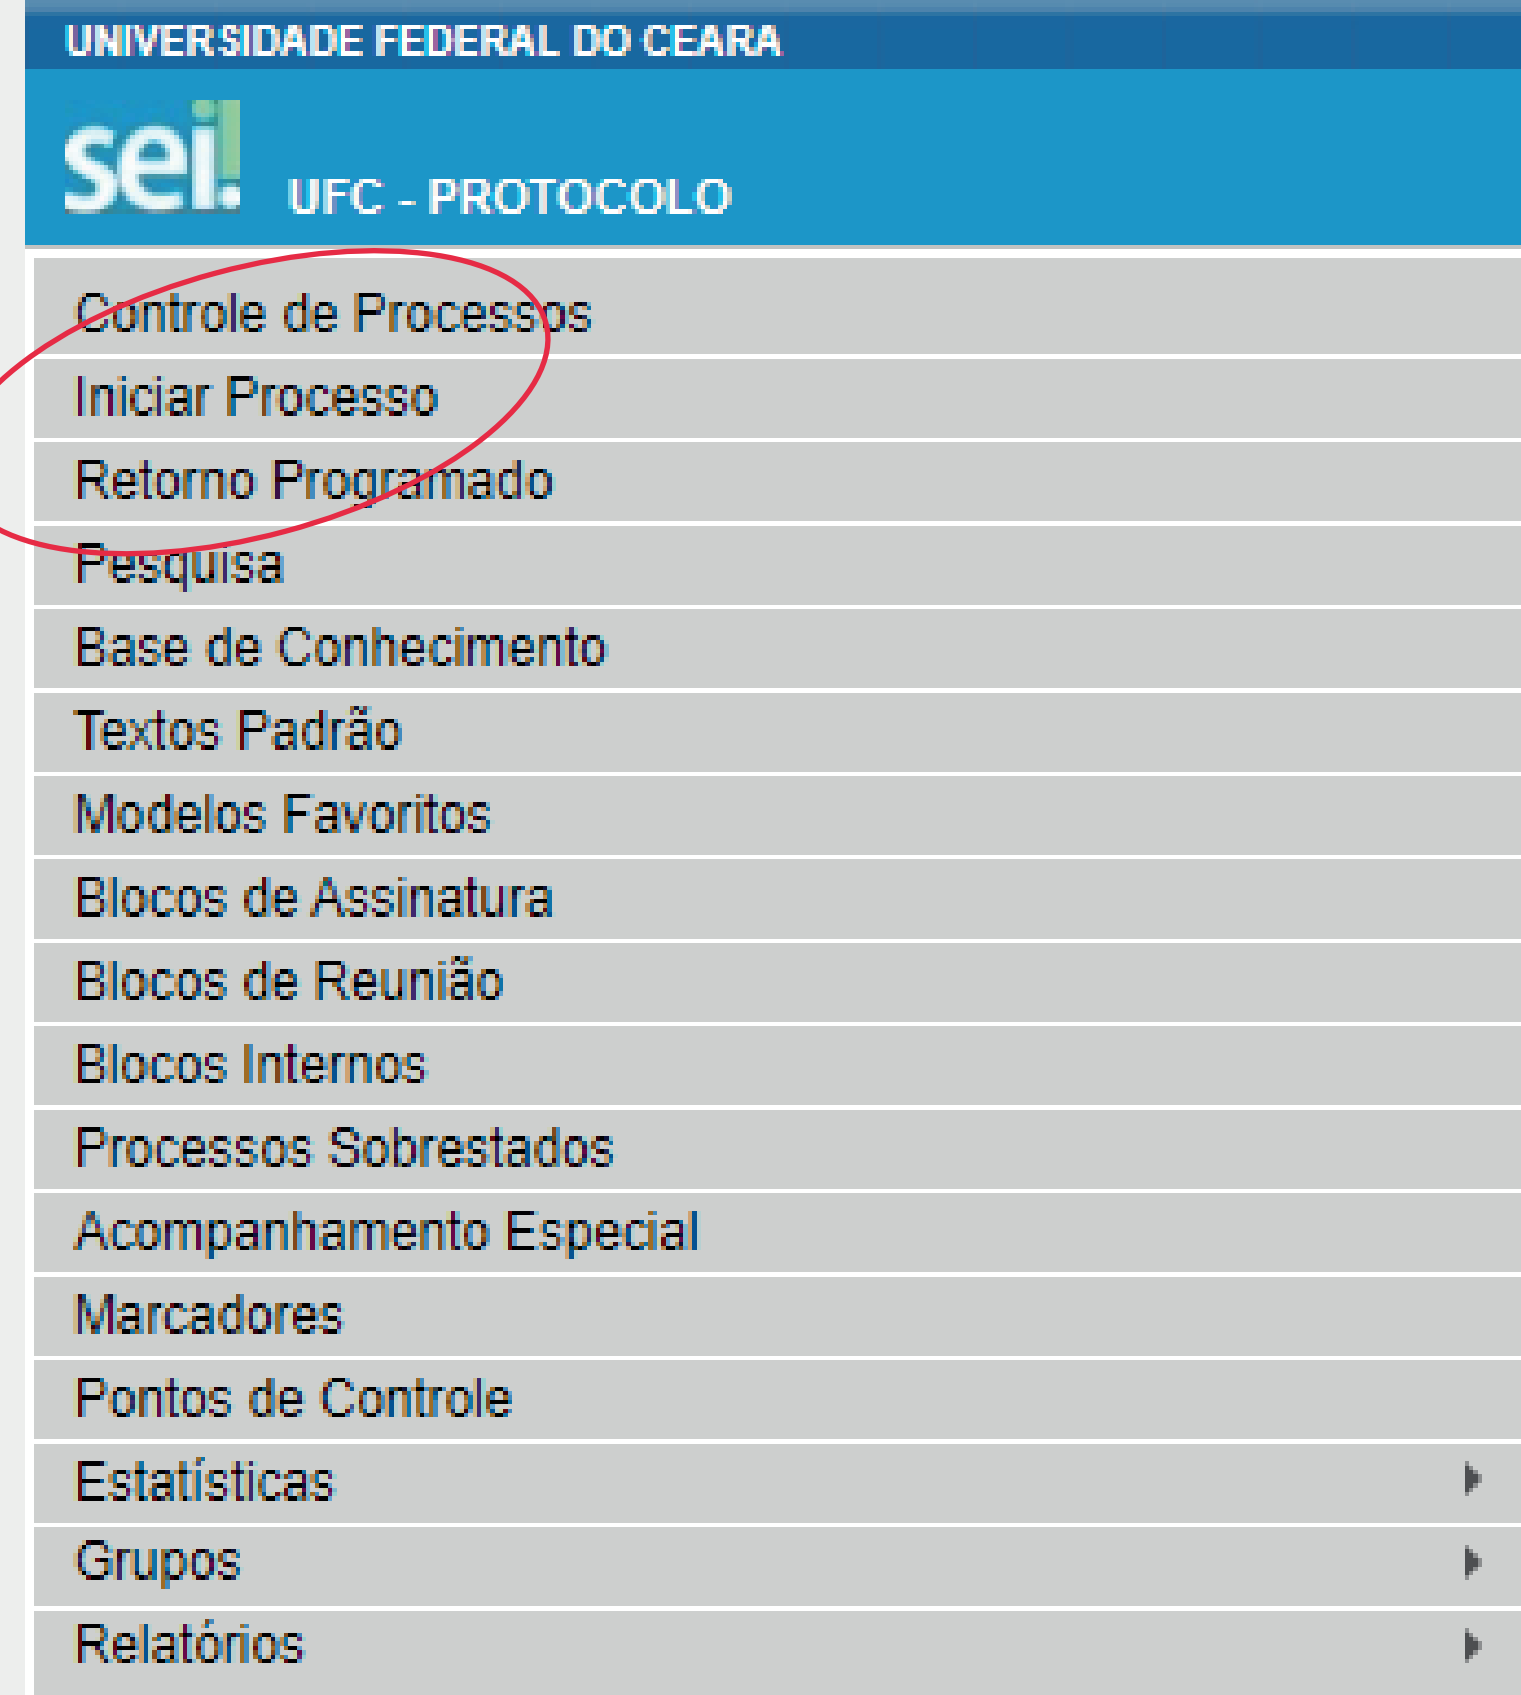 UNIVERSIDADE FEDERAL DO CEARA
sei.
UFC - PROTOCOLO
Controle de Processos
Iniciar Processo
Retorno Programado
Pesquisa
Base de Conhecimento
Textos Padrão
Modelos Favoritos
Blocos de Assinatura
Blocos de Reunião
Blocos Internos
Processos Sobrestados
Acompanhamento Especial
Marcadores
Pontos de Controle
Estatísticas
Grupos
Relatórios